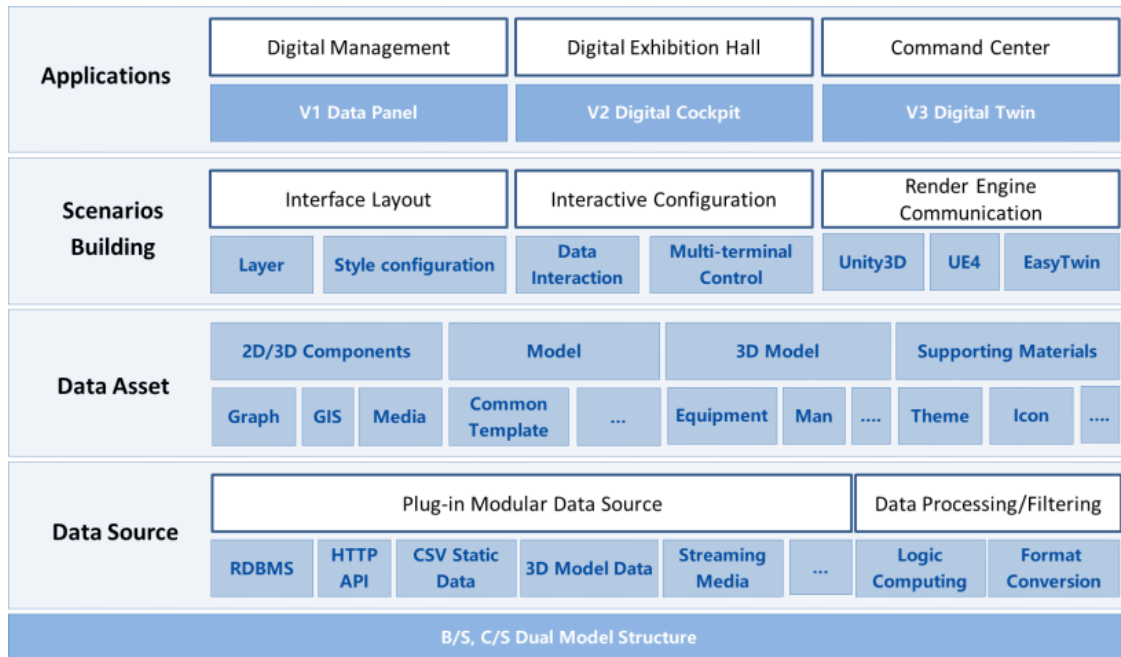 Applications
Digital Management
Digital Exhibition Hall
Command Center
V1 Data Panel
V2 Digital Cockpit
V3 Digital Twin
Scenarios
Building
Interface Layout
Interactive Configuration
Render Engine
Communication
Layer
Style configuration
Data
Interaction
Multi-terminal
Control
Unity3D
UE4
EasyTwin
Data Asset
2D/3D Components
Model
3D Model
Supporting Materials
Graph
GIS
Media
Common
Template
...
Equipment
Man
....
Theme
Icon
....
Data Source
Plug-in Modular Data Source
Data Processing/Filtering
RDBMS
HTTP
API
CSV Static
Data
3D Model Data
Streaming
Media
...
Logic
Computing
Format
Conversion
B/S, C/S Dual Model Structure